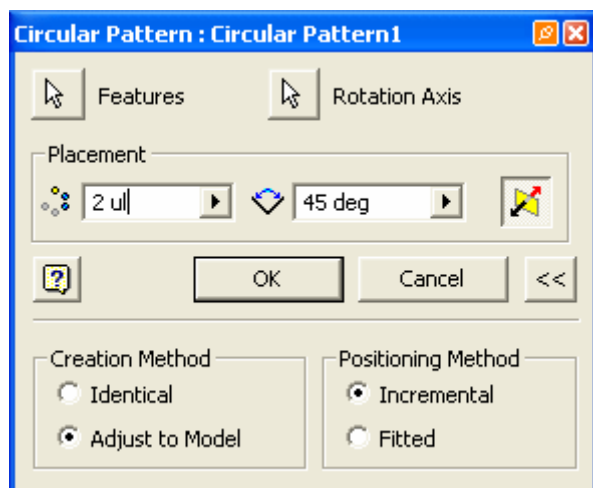 Circular Pattern : Circular Pattern1
Features Rotation Axis
Placement
2 ul 45 deg
? OK Cancel <<
Creation Method Positioning Method
Identical Incremental
Adjust to Model Fitted